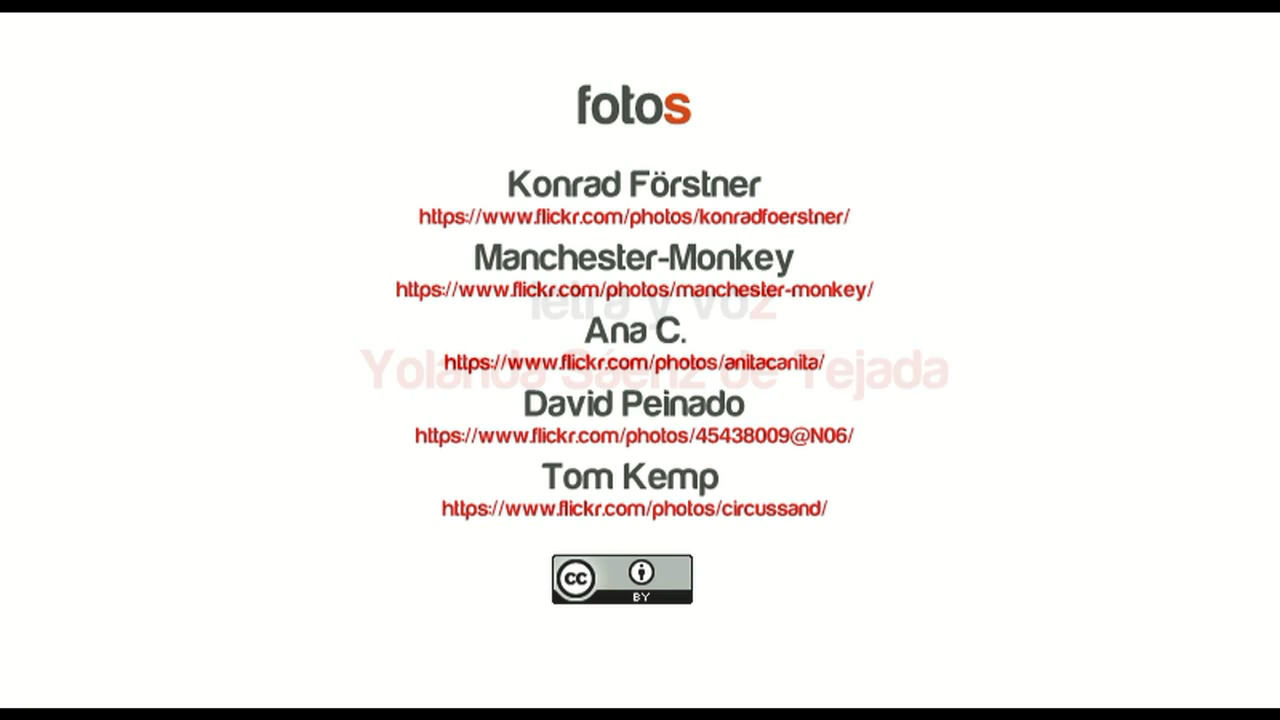 fotos
Konrad Förstner
https://www.flickr.com/photos/konradfoerstner/
Manchester-Monkey
https://www.flickr.com/photos/manchester-monkey/
letra y voz
Ana C.
https://www.flickr.com/photos/anitacanita/
Yolanda Sáenz de Tejada
David Peinado
https://www.flickr.com/photos/45438009@N06/
Tom Kemp
https://www.flickr.com/photos/circussand/
cc BY